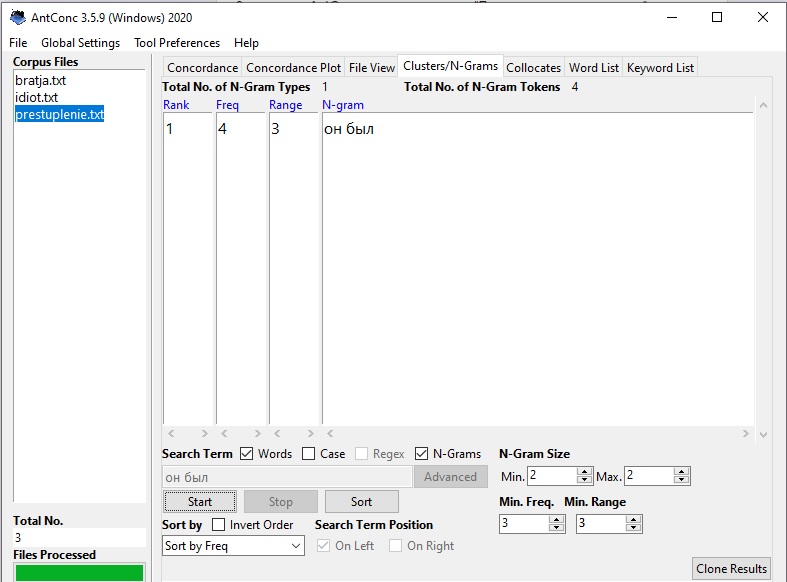 AntConc 3.5.9 (Windows) 2020
File Global Settings Tool Preferences Help
Corpus Files
bratja.txt
idiot.txt
prestuplenie.txt
Total No.
3
Files Processed
Concordance Concordance Plot File View Clusters/N-Grams Collocates Word List Keyword List
Total No. of N-Gram Types 1 Total No. of N-Gram Tokens 4
Rank Freq Range N-gram
1 4 3 он был
Search Term Words Case Regex N-Grams N-Gram Size
он был Advanced Min. 2 Max. 2
Start Stop Sort Min. Freq. Min. Range
Sort by Invert Order Search Term Position 3 3
Sort by Freq On Left On Right
Clone Results